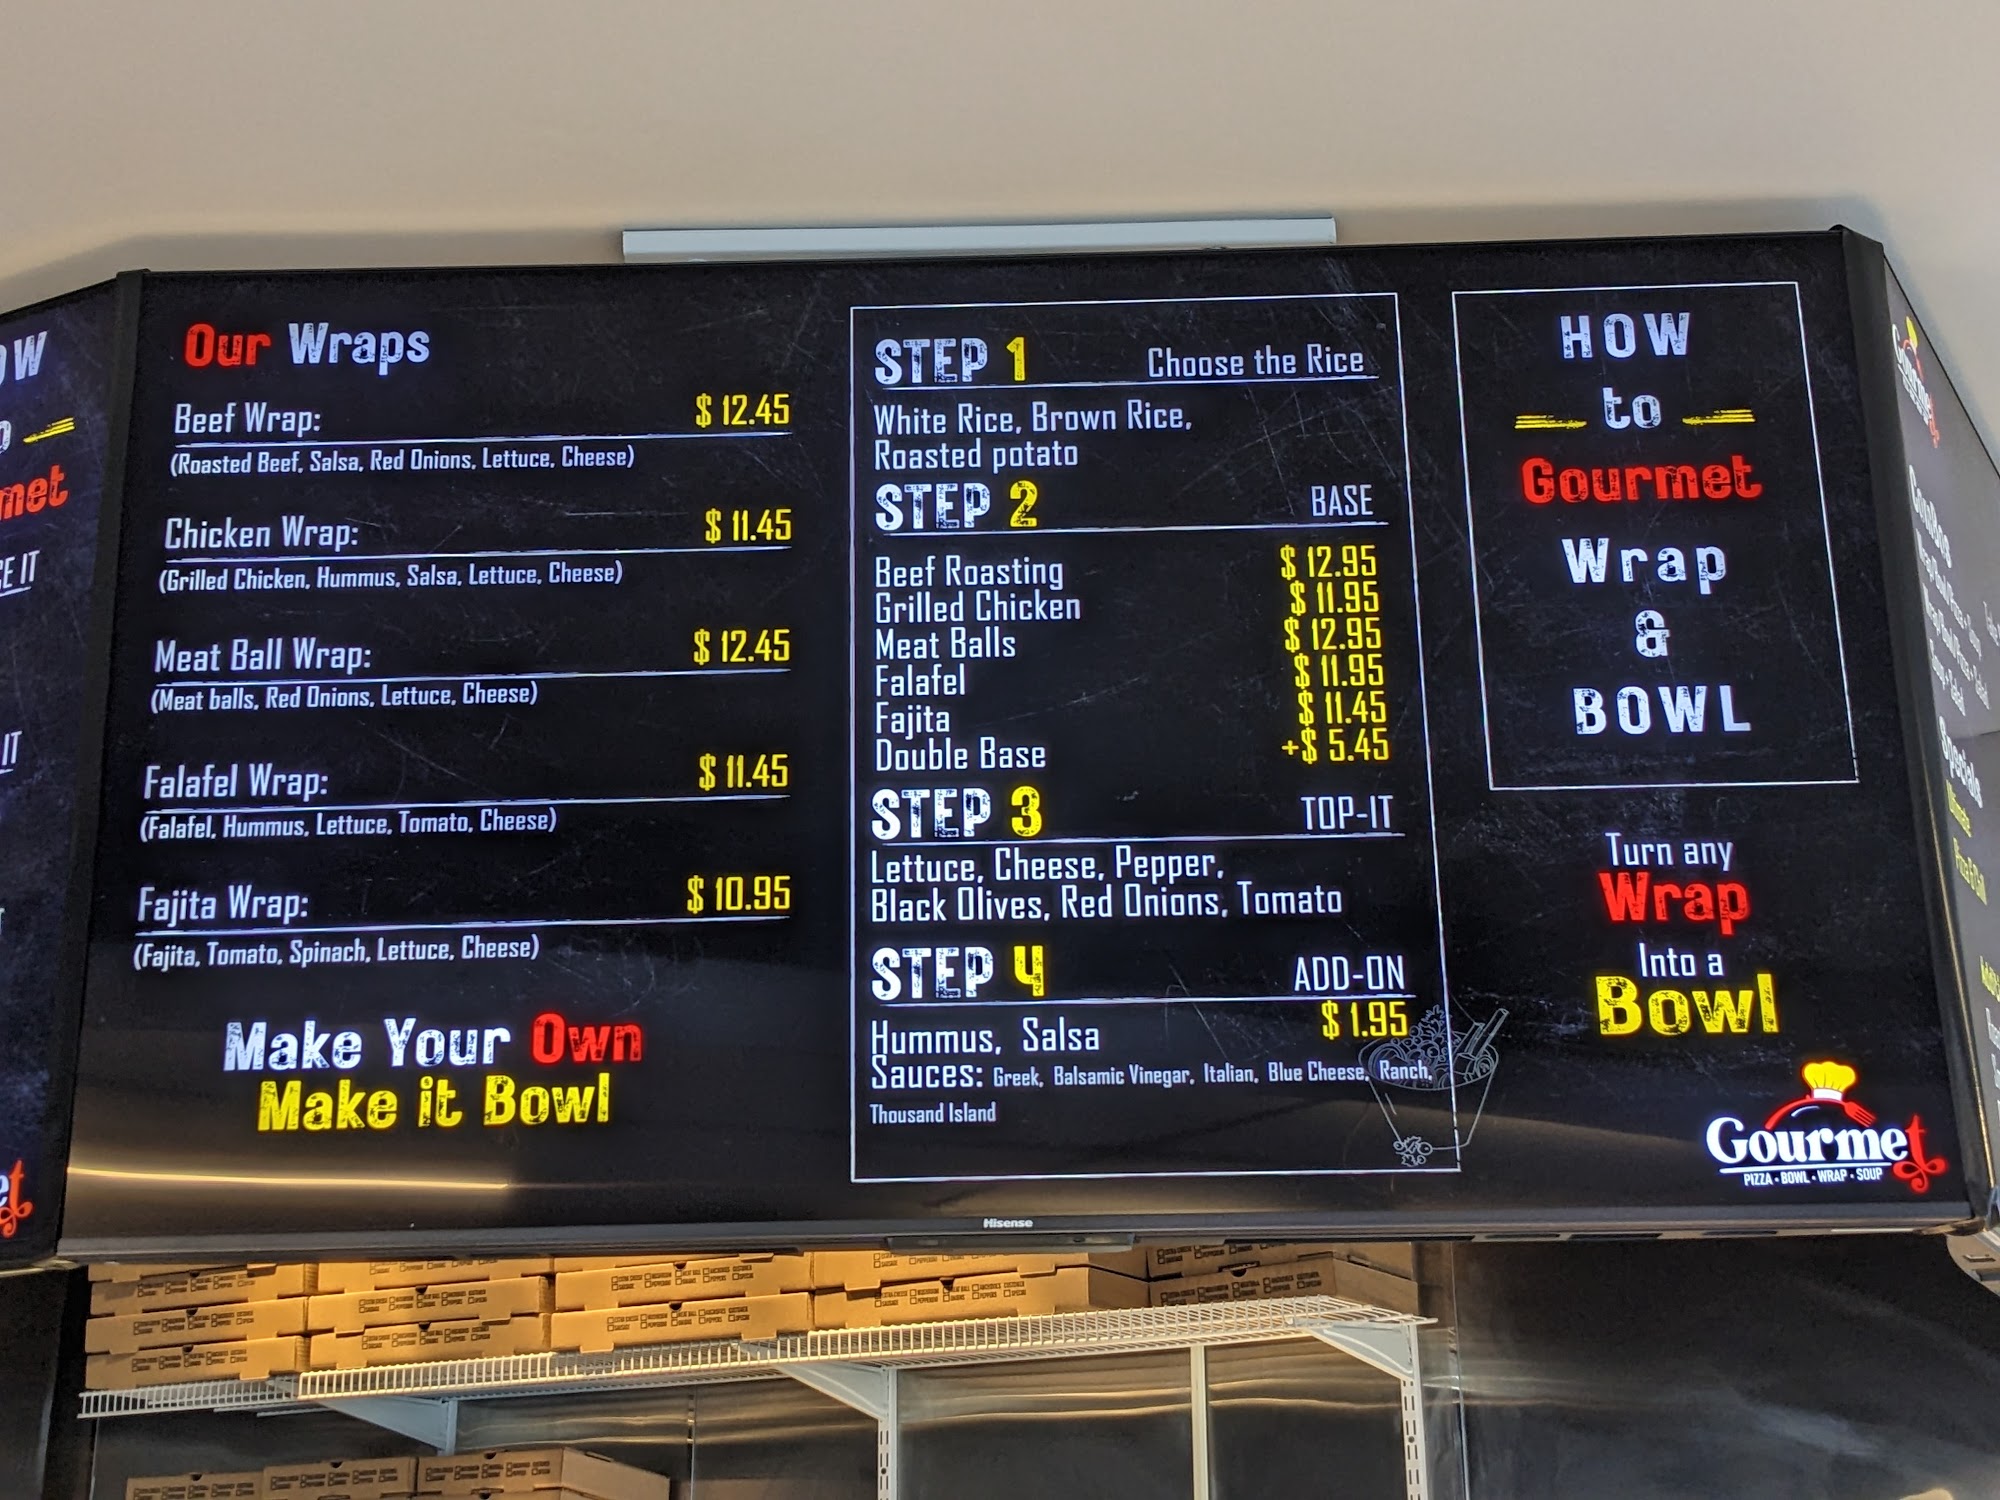 Our Wraps
Beef Wrap: $ 12.45
(Roasted Beef, Salsa, Red Onions, Lettuce, Cheese)
Chicken Wrap: $ 11.45
(Grilled Chicken, Hummus, Salsa, Lettuce, Cheese)
Meat Ball Wrap: $ 12.45
(Meat balls, Red Onions, Lettuce, Cheese)
Falafel Wrap: $ 11.45
(Falafel, Hummus, Lettuce, Tomato, Cheese)
Fajita Wrap: $ 10.95
(Fajita, Tomato, Spinach, Lettuce, Cheese)
Make Your Own
Make it Bowl
STEP 1 Choose the Rice
White Rice, Brown Rice,
Roasted potato
STEP 2 BASE
Beef Roasting $ 12.95
Grilled Chicken $ 11.95
Meat Balls $ 12.95
Falafel $ 11.95
Fajita $ 11.45
Double Base +$ 5.45
STEP 3 TOP-IT
Lettuce, Cheese, Pepper,
Black Olives, Red Onions, Tomato
STEP 4 ADD-ON
Hummus, Salsa $ 1.95
Sauces: Greek, Balsamic Vinegar, Italian, Blue Cheese, Ranch,
Thousand Island
HOW
to
Gourmet
Wrap
&
BOWL
Turn any
Wrap
Into a
Bowl
Gourmet
PIZZA • BOWL • WRAP • SOUP
Hisense
Gourmet
Combos
Specials
Ultimate